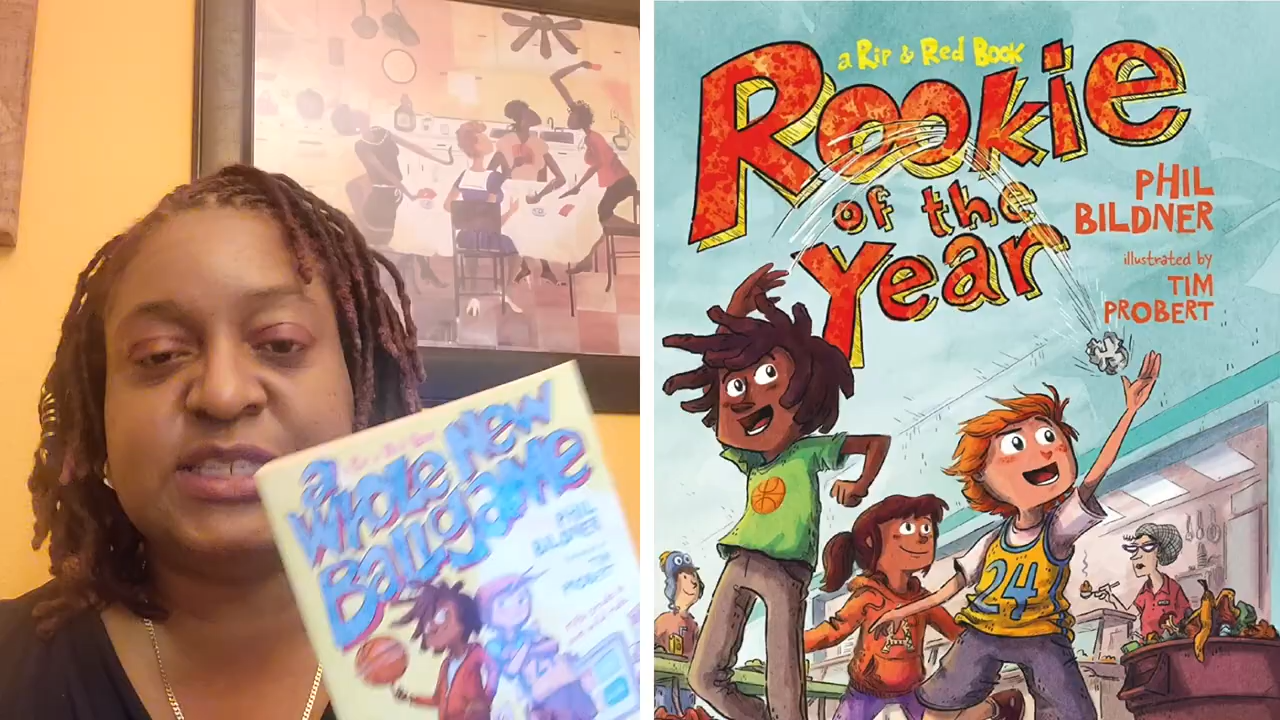 a
Whole New
Ballgame
PHIL
BILDNER
a Rip & Red Book
Rookie
of the
Year
PHIL
BILDNER
illustrated by
TIM
PROBERT
24